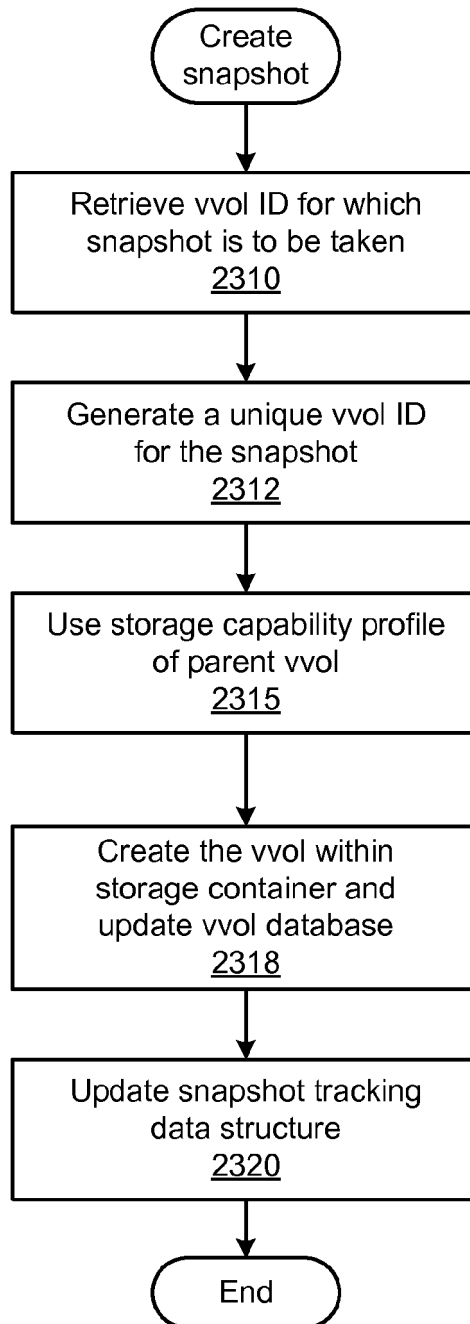 Create
snapshot
Retrieve vvol ID for which
snapshot is to be taken
2310
Generate a unique vvol ID
for the snapshot
2312
Use storage capability profile
of parent vvol
2315
Create the vvol within
storage container and
update vvol database
2318
Update snapshot tracking
data structure
2320
End